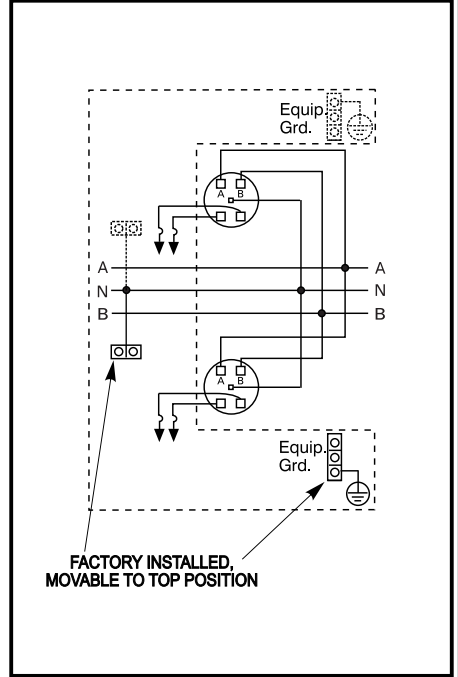 Equip.
Grd.
A B
A A
N N
B B
A B
Equip.
Grd.
FACTORY INSTALLED,
MOVABLE TO TOP POSITION